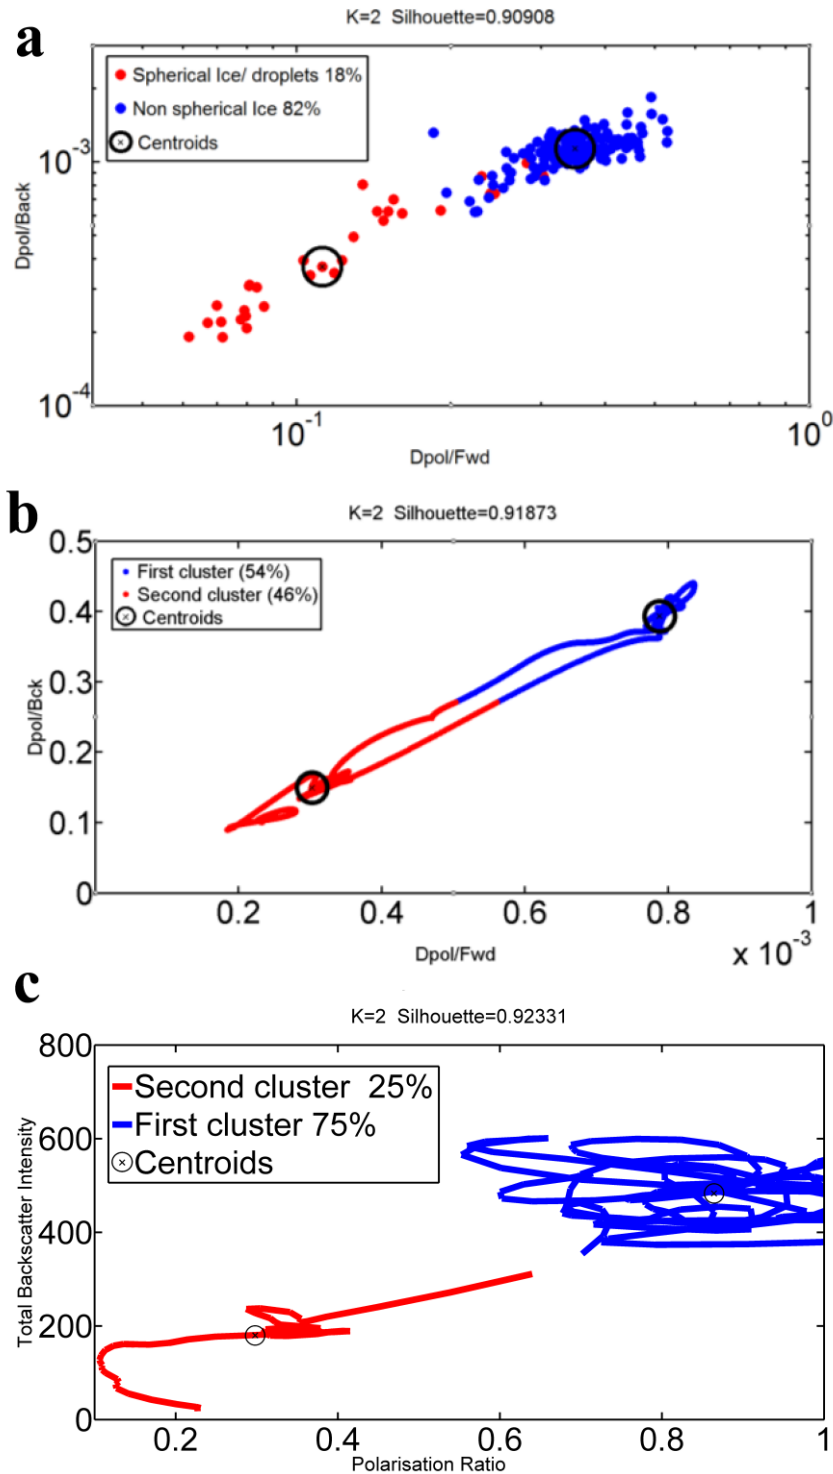 a
K=2 Silhouette=0.90908
Spherical Ice/ droplets 18%
Non spherical Ice 82%
Centroids
Dpol/Back
10^-3
10^-4
10^-1
10^0
Dpol/Fwd
b
K=2 Silhouette=0.91873
First cluster (54%)
Second cluster (46%)
Centroids
Dpol/Bck
0.5
0.4
0.3
0.2
0.1
0
0.2 0.4 0.6 0.8 1
Dpol/Fwd
x 10^-3
c
K=2 Silhouette=0.92331
Second cluster 25%
First cluster 75%
Centroids
Total Backscatter Intensity
800
600
400
200
0
0.2 0.4 0.6 0.8 1
Polarisation Ratio